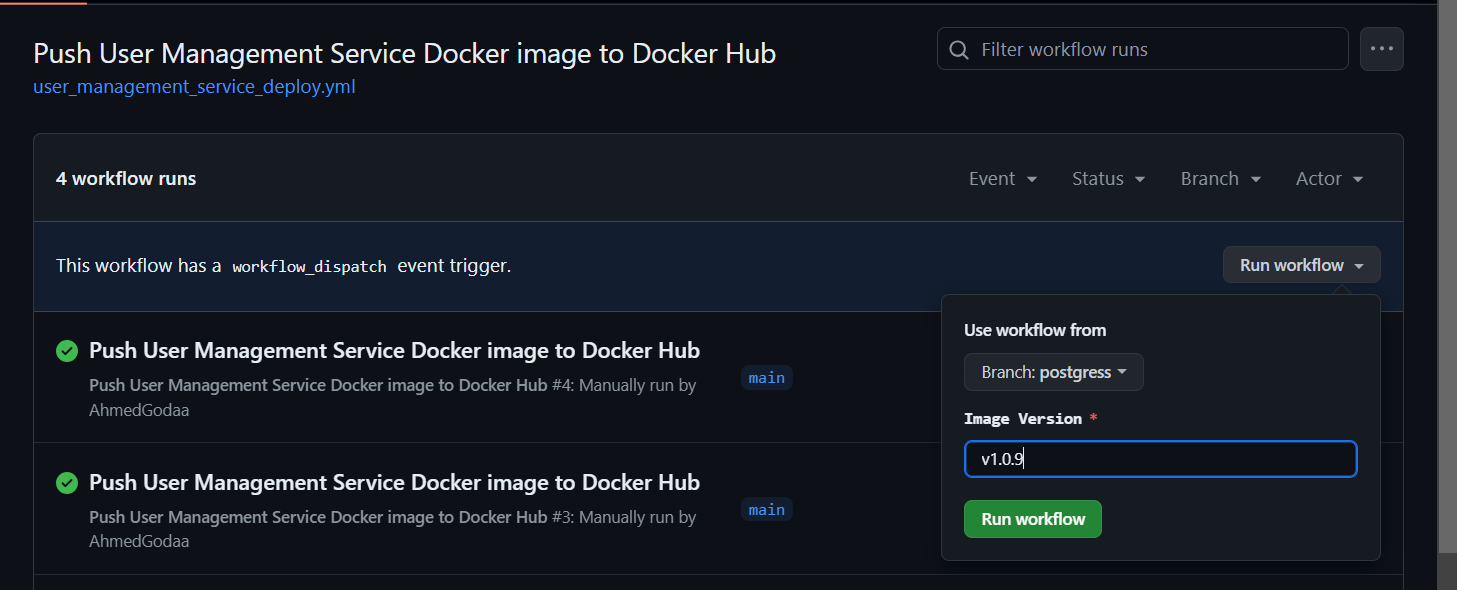 Push User Management Service Docker image to Docker Hub
Filter workflow runs
user_management_service_deploy.yml
4 workflow runs
Event
Status
Branch
Actor
This workflow has a workflow_dispatch event trigger.
Run workflow
Push User Management Service Docker image to Docker Hub
Push User Management Service Docker image to Docker Hub #4: Manually run by
AhmedGodaa
main
Push User Management Service Docker image to Docker Hub
Push User Management Service Docker image to Docker Hub #3: Manually run by
AhmedGodaa
main
Use workflow from
Branch: postgress
Image Version *
v1.0.9
Run workflow